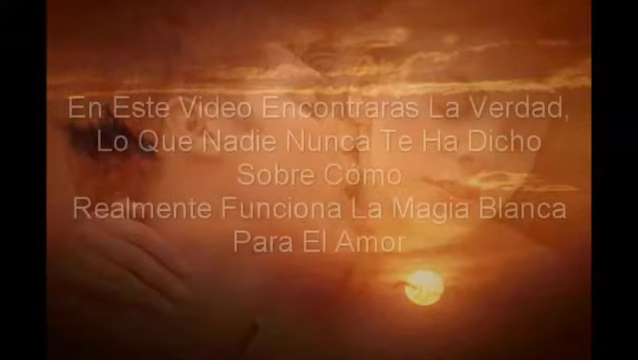 En Este Video Encontraras La Verdad,
Lo Que Nadie Nunca Te Ha Dicho
Sobre Cómo
Realmente Funciona La Magia Blanca
Para El Amor